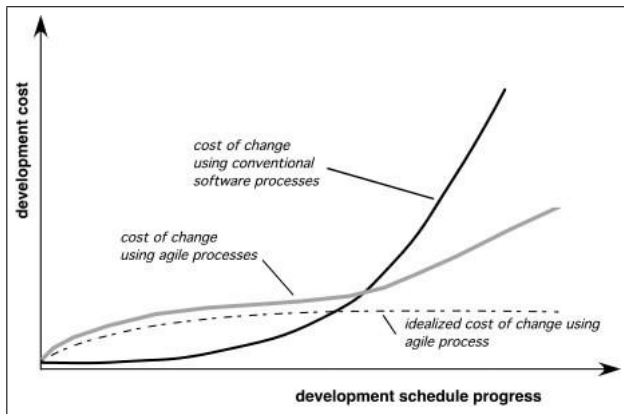 development cost
cost of change
using conventional
software processes
cost of change
using agile processes
idealized cost of change using
agile process
development schedule progress